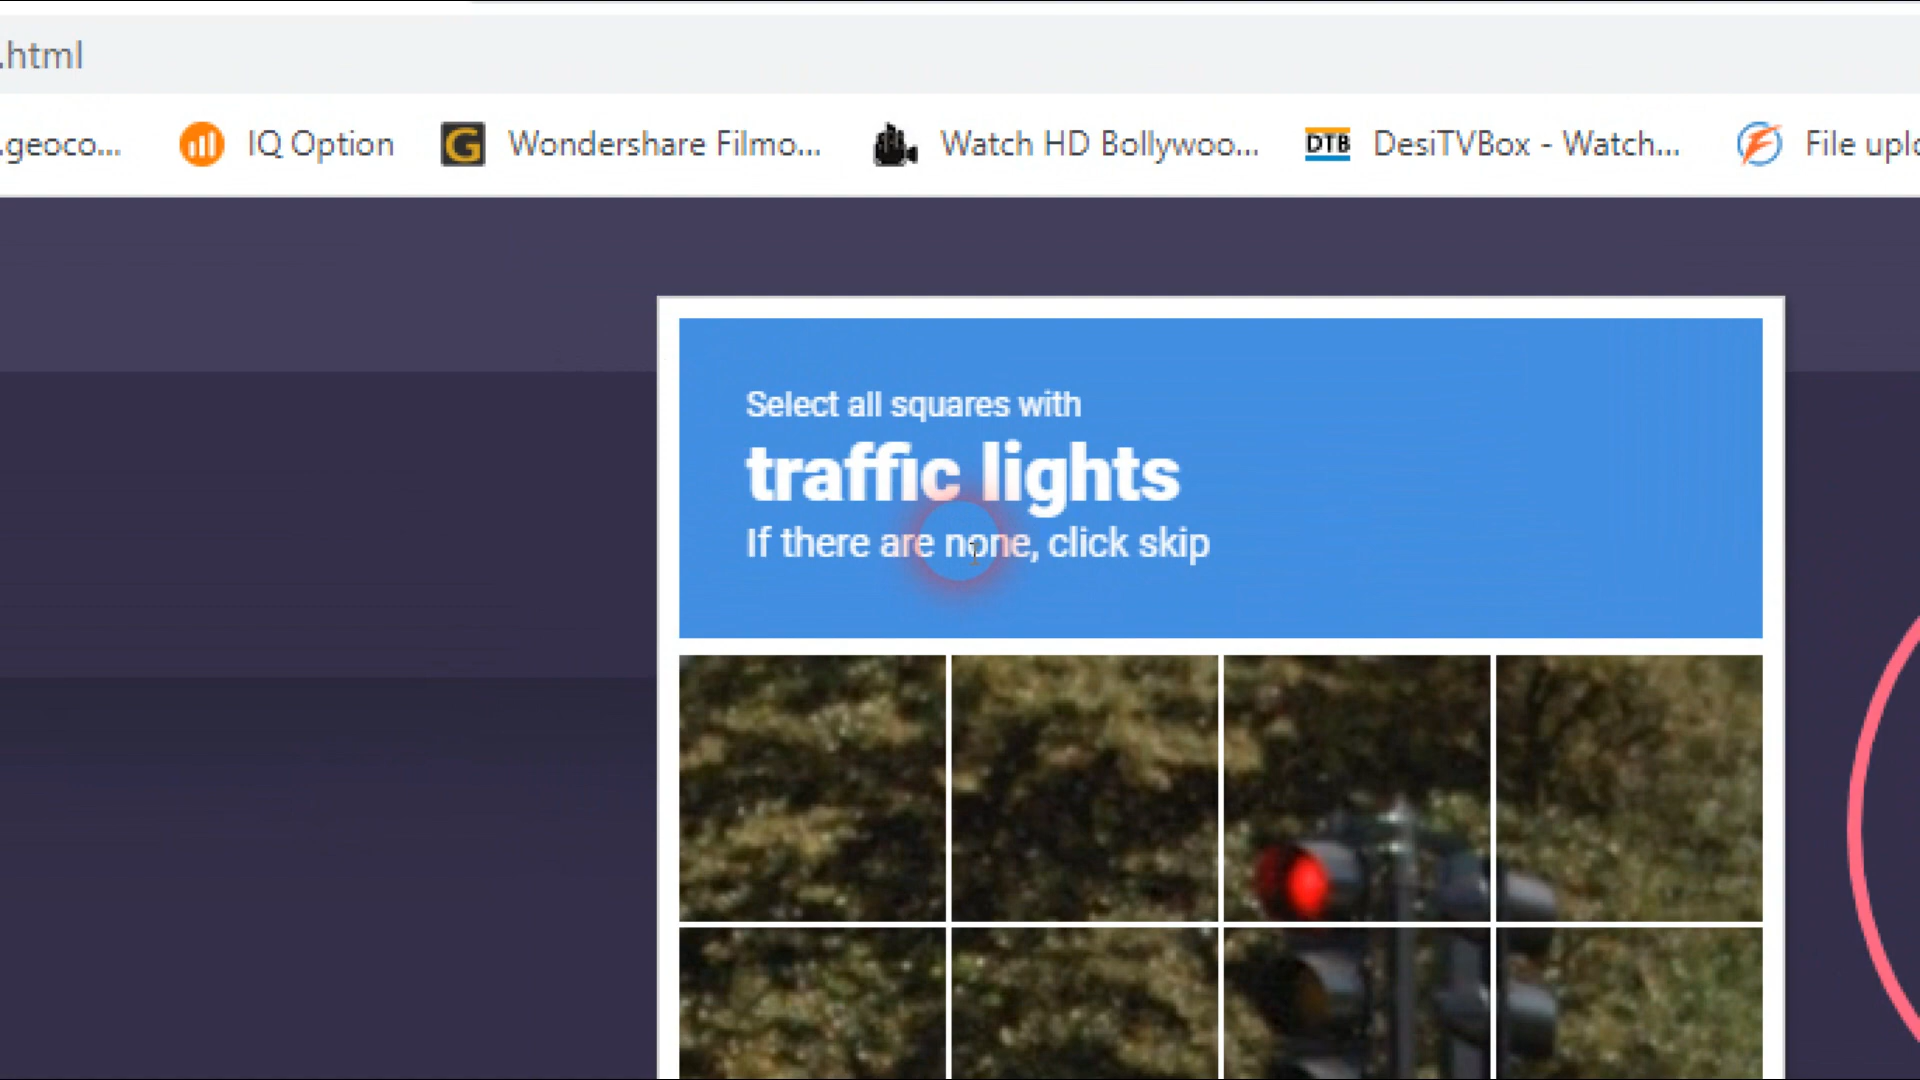 .html
.geoco... IQ Option G Wondershare Filmo... Watch HD Bollywoo... DTB DesiTVBox - Watch... File uplo
Select all squares with
traffic lights
If there are none, click skip